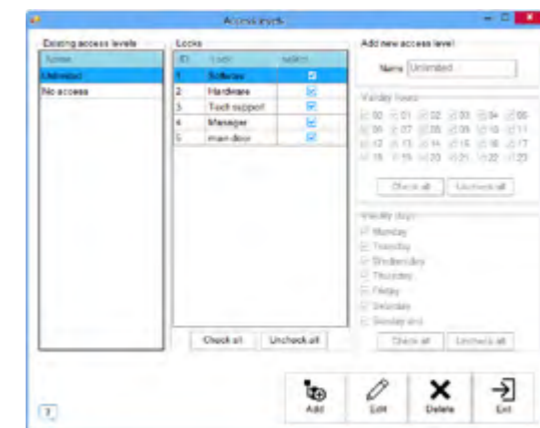 Access levels
Existing access levels
Name
Unlimited
No access
Locks
ID Lock select
1 Software
2 Hardware
3 Tech support
4 Manager
5 main door
Check all Uncheck all
Add new access level
Name Unlimited
Validity hours
00 01 02 03 04 05
06 07 08 09 10 11
12 13 14 15 16 17
18 19 20 21 22 23
Check all Uncheck all
Validity days
Monday
Tuesday
Wednesday
Thursday
Friday
Saturday
Sunday
Check all Uncheck all
?
Add Edit Delete Exit